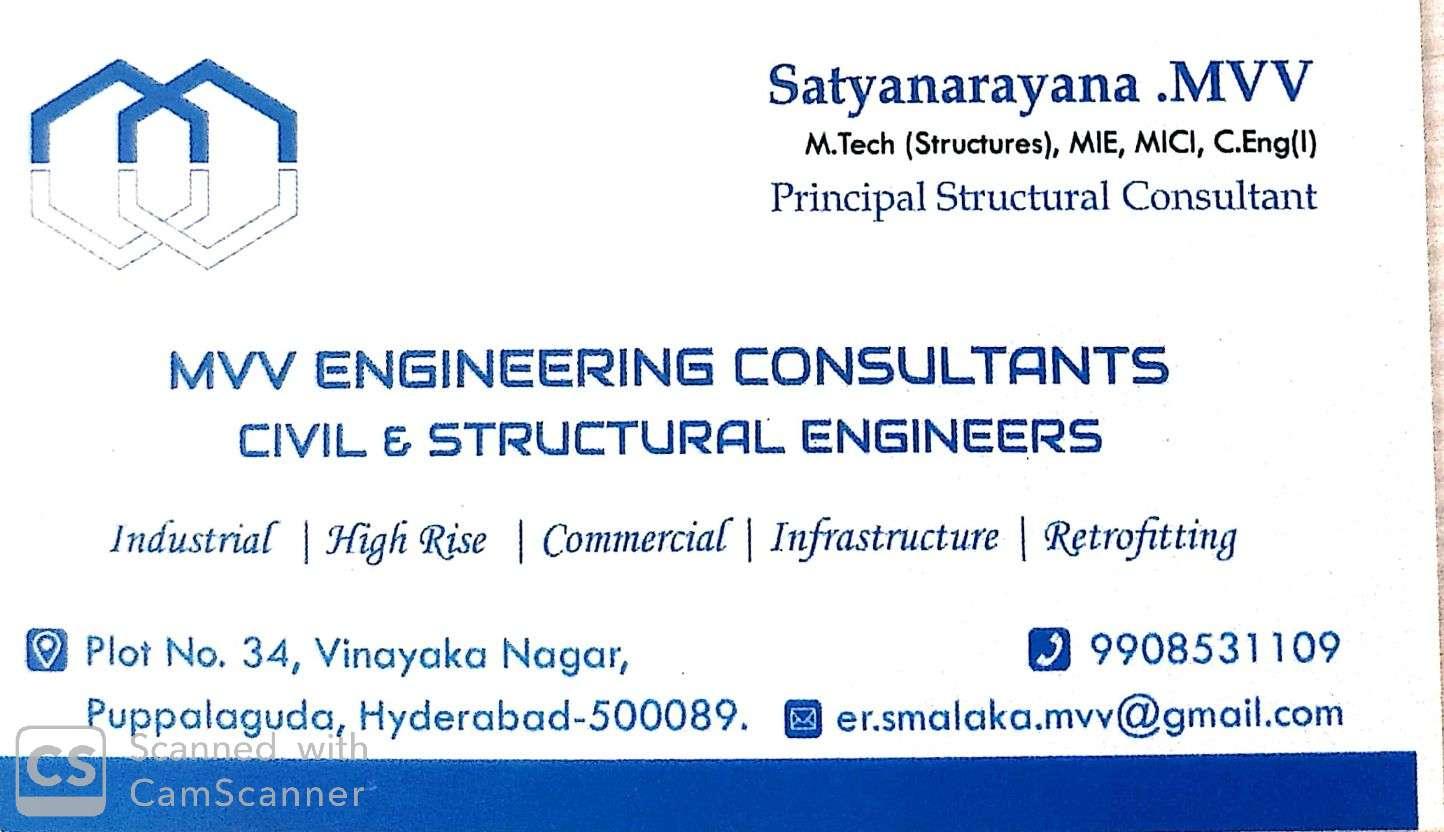 Satyanarayana .MVV
M.Tech (Structures), MIE, MICI, C.Eng(I)
Principal Structural Consultant
MVV ENGINEERING CONSULTANTS
CIVIL & STRUCTURAL ENGINEERS
Industrial | High Rise | Commercial | Infrastructure | Retrofitting
Plot No. 34, Vinayaka Nagar,
Puppalaguda, Hyderabad-500089.
9908531109
er.smalaka.mvv@gmail.com
CS
Scanned with
CamScanner